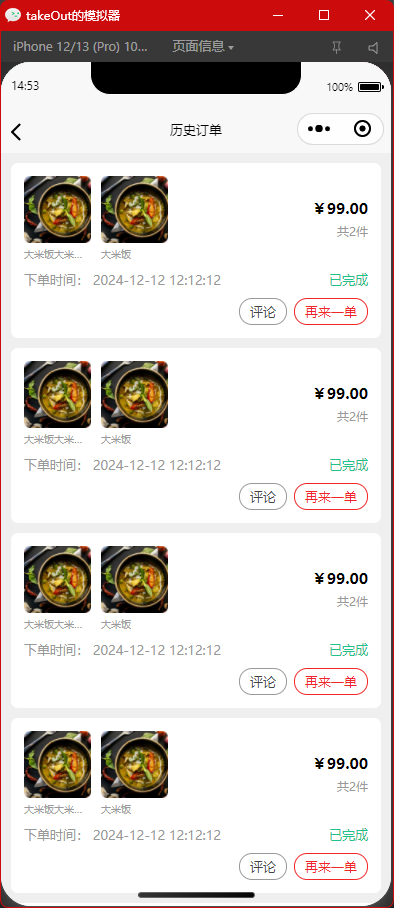 takeOut的模拟器
iPhone 12/13 (Pro) 10... 页面信息
14:53 100%
历史订单
￥99.00
共2件
大米饭大米... 大米饭
下单时间： 2024-12-12 12:12:12 已完成
评论 再来一单
￥99.00
共2件
大米饭大米... 大米饭
下单时间： 2024-12-12 12:12:12 已完成
评论 再来一单
￥99.00
共2件
大米饭大米... 大米饭
下单时间： 2024-12-12 12:12:12 已完成
评论 再来一单
￥99.00
共2件
大米饭大米... 大米饭
下单时间： 2024-12-12 12:12:12 已完成
评论 再来一单